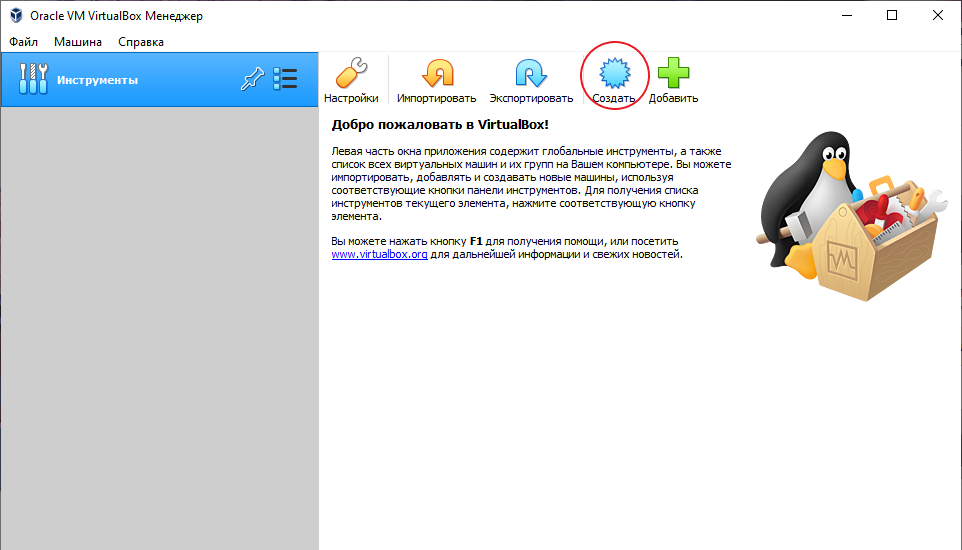 Oracle VM VirtualBox Менеджер
Файл Машина Справка
Инструменты
Настройки Импортировать Экспортировать Создать Добавить
Добро пожаловать в VirtualBox!
Левая часть окна приложения содержит глобальные инструменты, а также
список всех виртуальных машин и их групп на Вашем компьютере. Вы можете
импортировать, добавлять и создавать новые машины, используя
соответствующие кнопки панели инструментов. Для получения списка
инструментов текущего элемента, нажмите соответствующую кнопку
элемента.
Вы можете нажать кнопку F1 для получения помощи, или посетить
www.virtualbox.org для дальнейшей информации и свежих новостей.